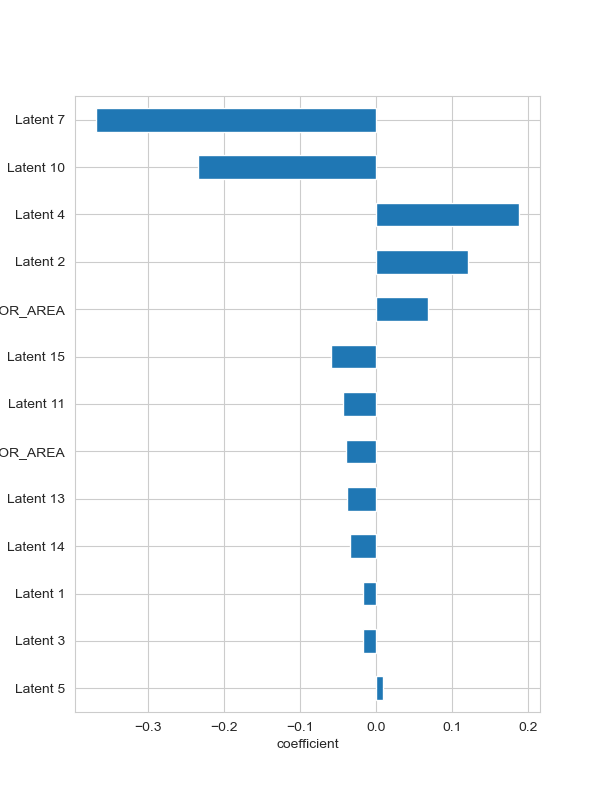 Latent 7
Latent 10
Latent 4
Latent 2
OR_AREA
Latent 15
Latent 11
OR_AREA
Latent 13
Latent 14
Latent 1
Latent 3
Latent 5
−0.3 −0.2 −0.1 0.0 0.1 0.2
coefficient